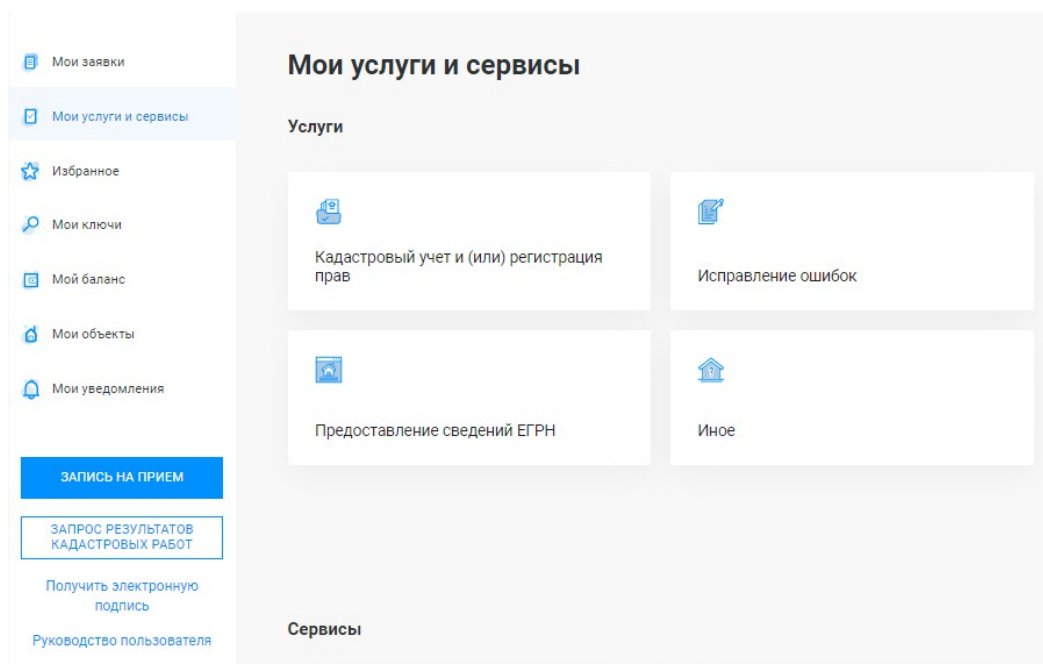 Мои заявки
Мои услуги и сервисы
Избранное
Мои ключи
Мой баланс
Мои объекты
Мои уведомления
ЗАПИСЬ НА ПРИЕМ
ЗАПРОС РЕЗУЛЬТАТОВ
КАДАСТРОВЫХ РАБОТ
Получить электронную
подпись
Руководство пользователя
Мои услуги и сервисы
Услуги
Кадастровый учет и (или) регистрация
прав
Исправление ошибок
Предоставление сведений ЕГРН
Иное
Сервисы